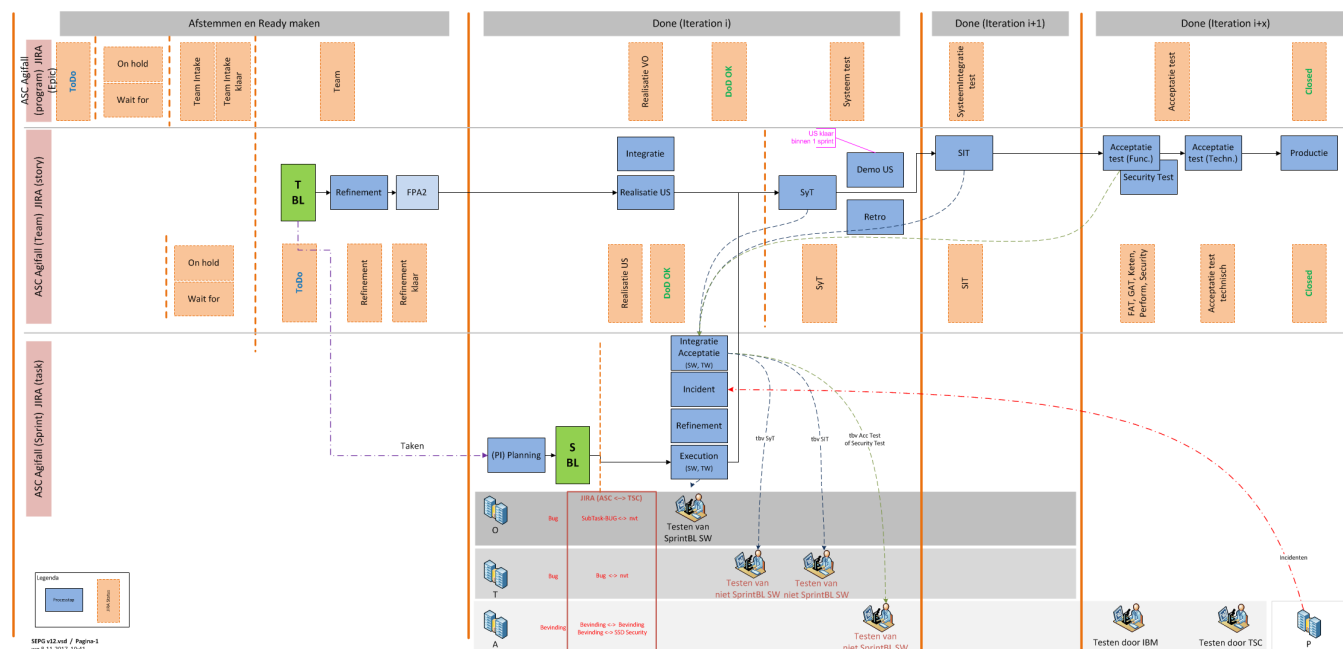 Afstemmen en Ready maken
Done (Iteration i)
Done (Iteration i+1)
Done (Iteration i+x)
ASC Agifall
(program) JIRA
(Epic)
ToDo
On hold
Wait for
Team Intake
Team Intake
klaar
Team
Realisatie VO
DoD OK
Systeem test
SysteemIntegratie
test
Acceptatie test
Closed
ASC Agifall (Team) JIRA (story)
US klaar
binnen 1 sprint
T
BL
Refinement
FPA2
Integratie
Realisatie US
SyT
Demo US
Retro
SIT
Acceptatie
test (Func.)
Security Test
Acceptatie
test (Techn.)
Productie
On hold
Wait for
ToDo
Refinement
Refinement
klaar
Realisatie US
DoD OK
SyT
SIT
FAT, GAT, Keten,
Perform, Security
Acceptatie test
technisch
Closed
ASC Agifall (Sprint) JIRA (task)
Integratie
Acceptatie
(SW, TW)
Incident
Refinement
Execution
(SW, TW)
Taken
(PI) Planning
S
BL
tbv SyT
tbv SIT
tbv Acc Test
of Security Test
Incidenten
JIRA (ASC <--> TSC)
O
Bug
SubTask BUG <-> nvt
Testen van
SprintBL SW
T
Bug
Bug <-> nvt
Testen van
niet SprintBL SW
Testen van
niet SprintBL SW
A
Bevinding
Bevinding <-> Bevinding
Bevinding <-> SSD Security
Testen van
niet SprintBL SW
Testen door IBM
Testen door TSC
P
Legenda
Processtap
SEPG v12.vsd / Pagina-1
8-11-2017 10:41